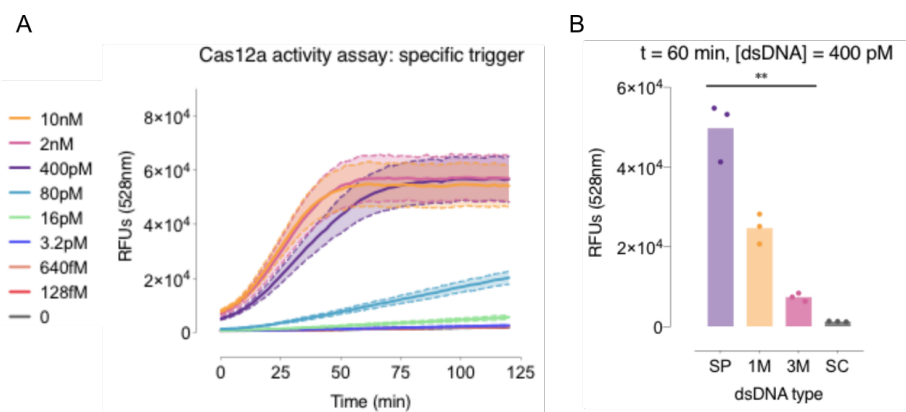 A
Cas12a activity assay: specific trigger
10nM
2nM
400pM
80pM
16pM
3.2pM
640fM
128fM
0
RFUs (528nm)
8×10⁴
6×10⁴
4×10⁴
2×10⁴
0
0 25 50 75 100 125
Time (min)
B
t = 60 min, [dsDNA] = 400 pM
**
RFUs (528nm)
6×10⁴
4×10⁴
2×10⁴
0
SP 1M 3M SC
dsDNA type